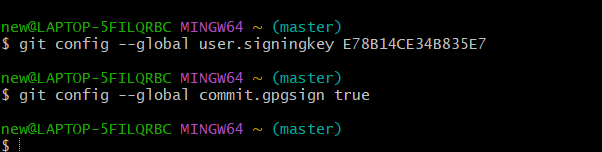 new@LAPTOP-5FILQRBC MINGW64 ~ (master)
$ git config --global user.signingkey E78B14CE34B835E7
new@LAPTOP-5FILQRBC MINGW64 ~ (master)
$ git config --global commit.gpgsign true
new@LAPTOP-5FILQRBC MINGW64 ~ (master)
$